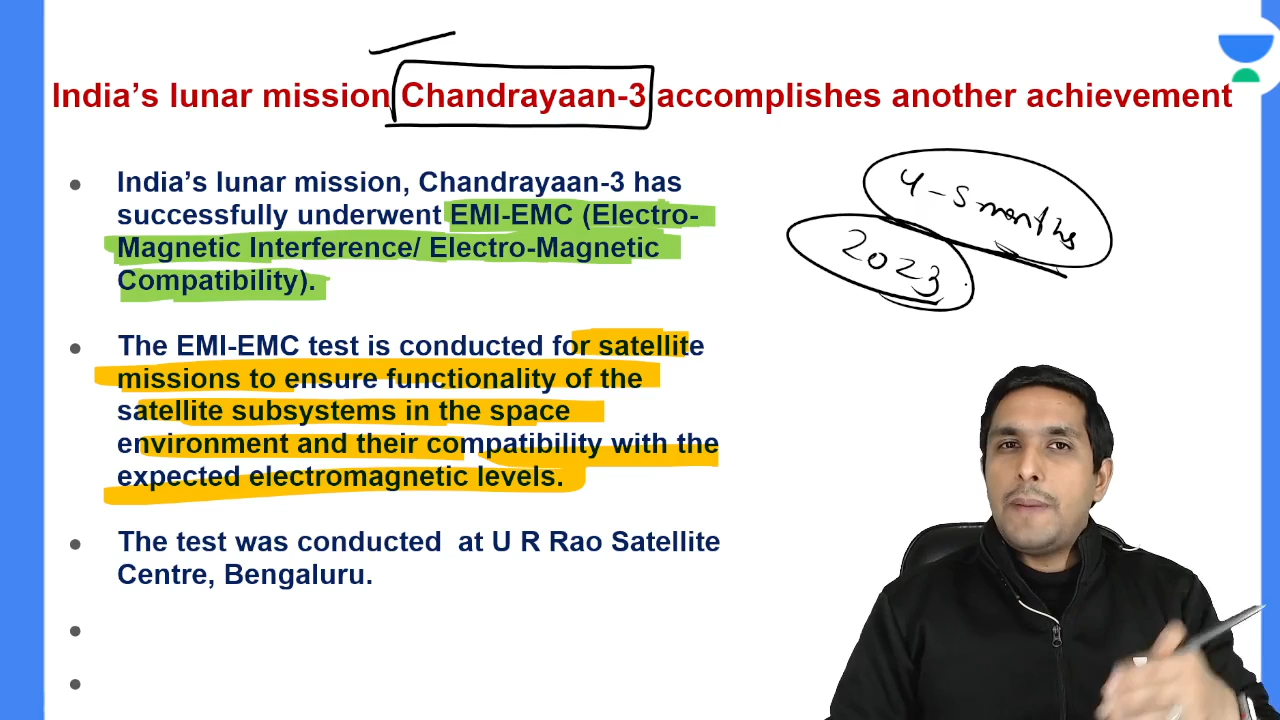 India’s lunar mission Chandrayaan-3 accomplishes another achievement
India’s lunar mission, Chandrayaan-3 has
successfully underwent EMI-EMC (Electro-
Magnetic Interference/ Electro-Magnetic
Compatibility).
4-5 months
2023
The EMI-EMC test is conducted for satellite
missions to ensure functionality of the
satellite subsystems in the space
environment and their compatibility with the
expected electromagnetic levels.
The test was conducted at U R Rao Satellite
Centre, Bengaluru.